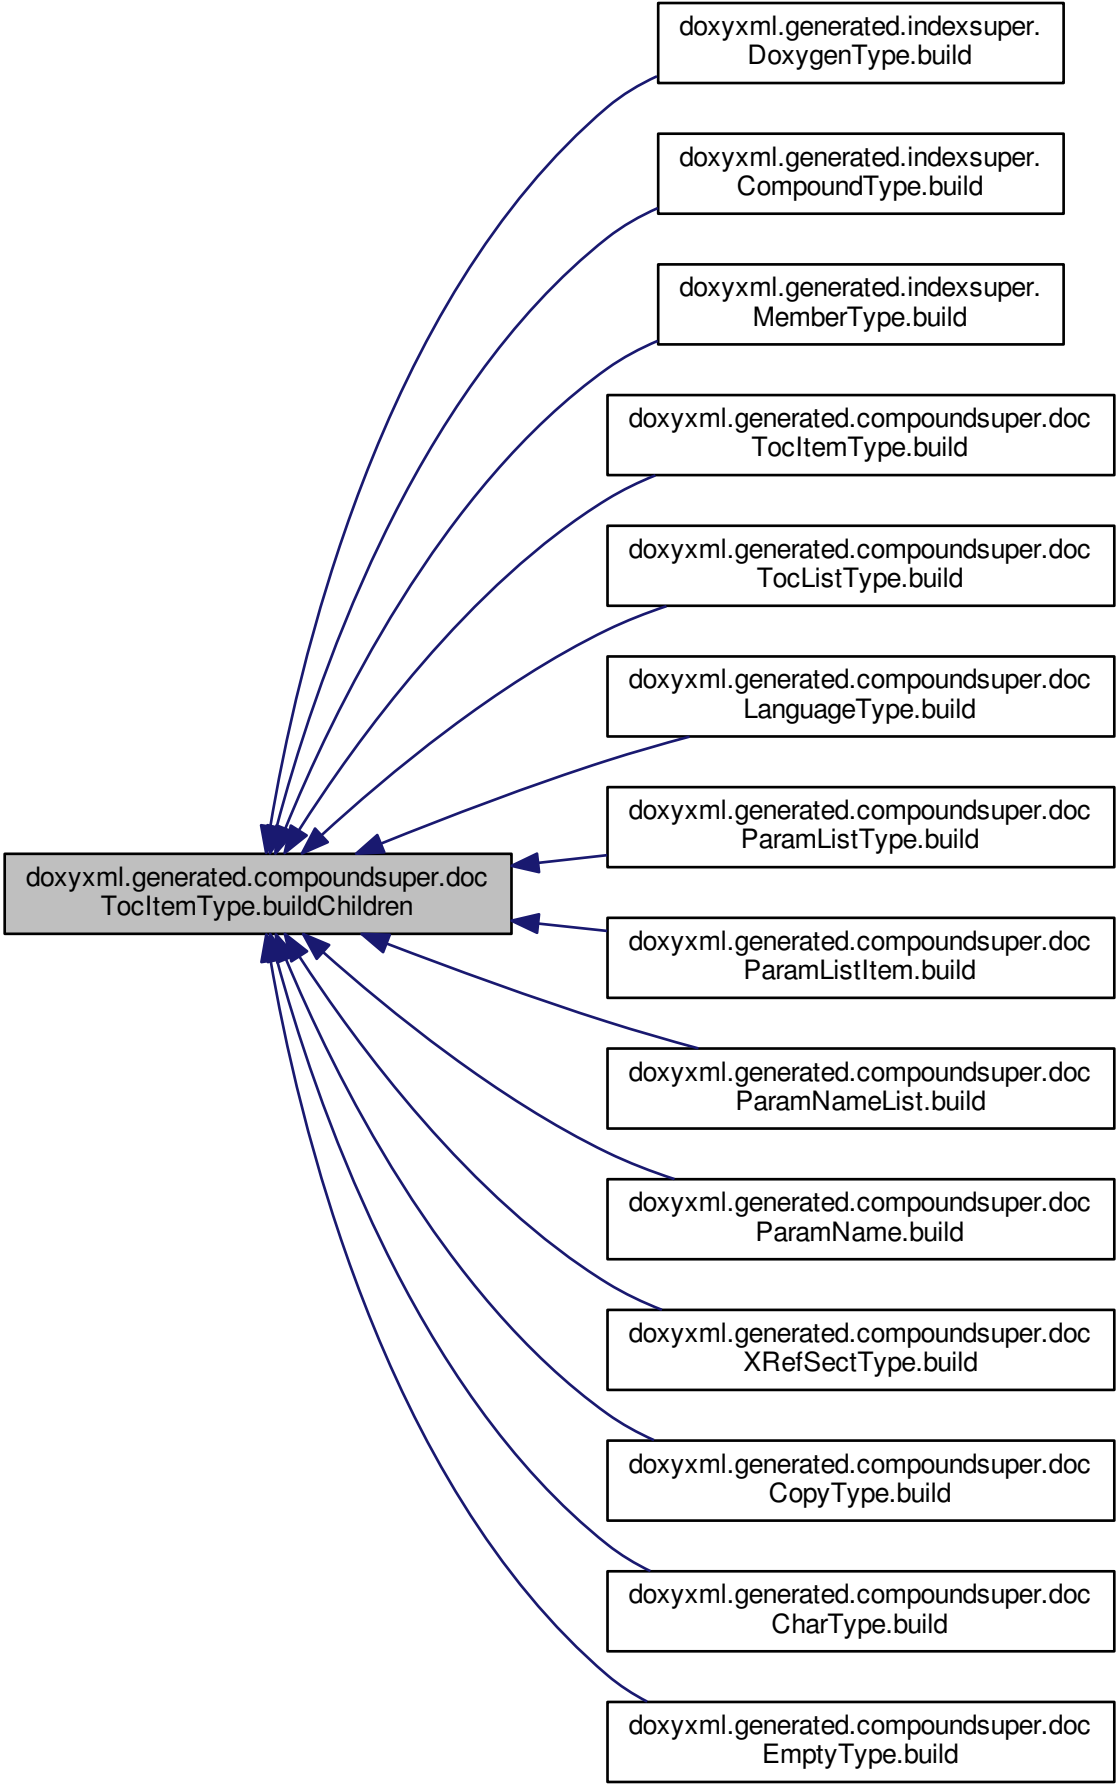 doxyxml.generated.indexsuper.
DoxygenType.build
doxyxml.generated.indexsuper.
CompoundType.build
doxyxml.generated.indexsuper.
MemberType.build
doxyxml.generated.compoundsuper.doc
TocItemType.build
doxyxml.generated.compoundsuper.doc
TocListType.build
doxyxml.generated.compoundsuper.doc
LanguageType.build
doxyxml.generated.compoundsuper.doc
ParamListType.build
doxyxml.generated.compoundsuper.doc
TocItemType.buildChildren
doxyxml.generated.compoundsuper.doc
ParamListItem.build
doxyxml.generated.compoundsuper.doc
ParamNameList.build
doxyxml.generated.compoundsuper.doc
ParamName.build
doxyxml.generated.compoundsuper.doc
XRefSectType.build
doxyxml.generated.compoundsuper.doc
CopyType.build
doxyxml.generated.compoundsuper.doc
CharType.build
doxyxml.generated.compoundsuper.doc
EmptyType.build